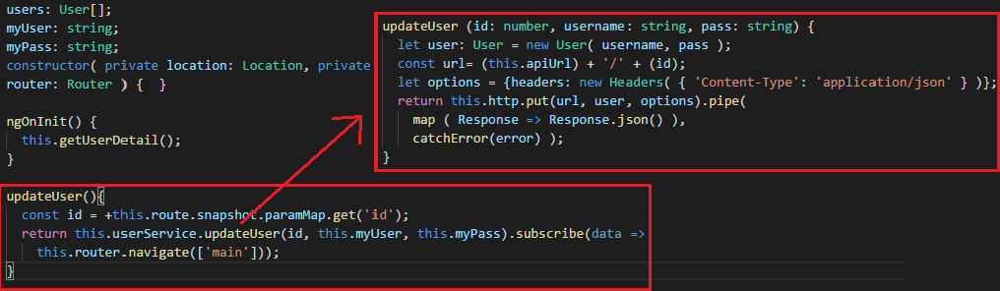 users: User[];
myUser: string;
myPass: string;
constructor( private location: Location, private
router: Router ) {  }
ngOnInit() {
  this.getUserDetail();
}
updateUser(){
  const id = +this.route.snapshot.paramMap.get('id');
  return this.userService.updateUser(id, this.myUser, this.myPass).subscribe(data =>
    this.router.navigate(['main']));
}
updateUser (id: number, username: string, pass: string) {
  let user: User = new User( username, pass );
  const url= (this.apiUrl) + '/' + (id);
  let options = {headers: new Headers( { 'Content-Type': 'application/json' } )};
  return this.http.put(url, user, options).pipe(
    map ( Response => Response.json() ),
    catchError(error) );
}